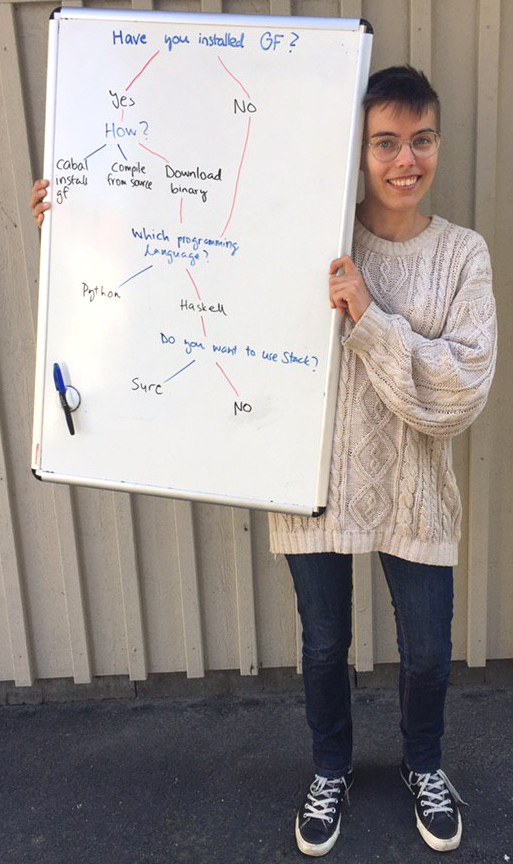 Have you installed GF?
Yes
No
How?
cabal
install
gf
Compile
from source
Download
binary
Which programming
language?
Python
Haskell
Do you want to use Stack?
Sure
No